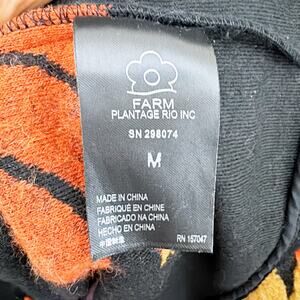 FARM
PLANTAGE RIO INC
SN 298074
M
MADE IN CHINA
FABRIQUÉ EN CHINE
FABRICADO NA CHINA
HECHO EN CHINA
中国制造
RN 157047